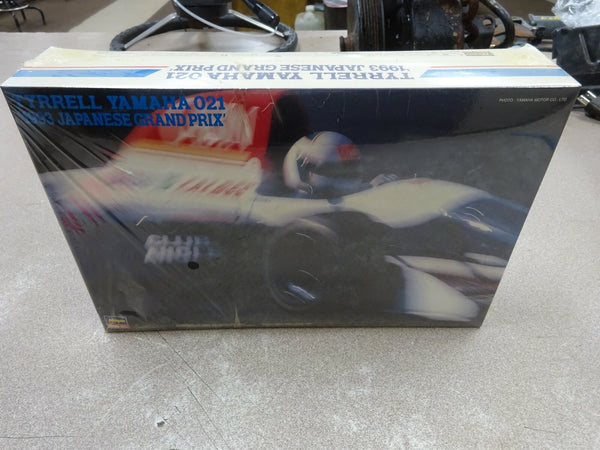 TYRRELL YAMAHA 021
'1993 JAPANESE GRAND PRIX'
TYRRELL YAMAHA 021
'1993 JAPANESE GRAND PRIX'
PHOTO : YAMAHA MOTOR CO., LTD.
CLUB